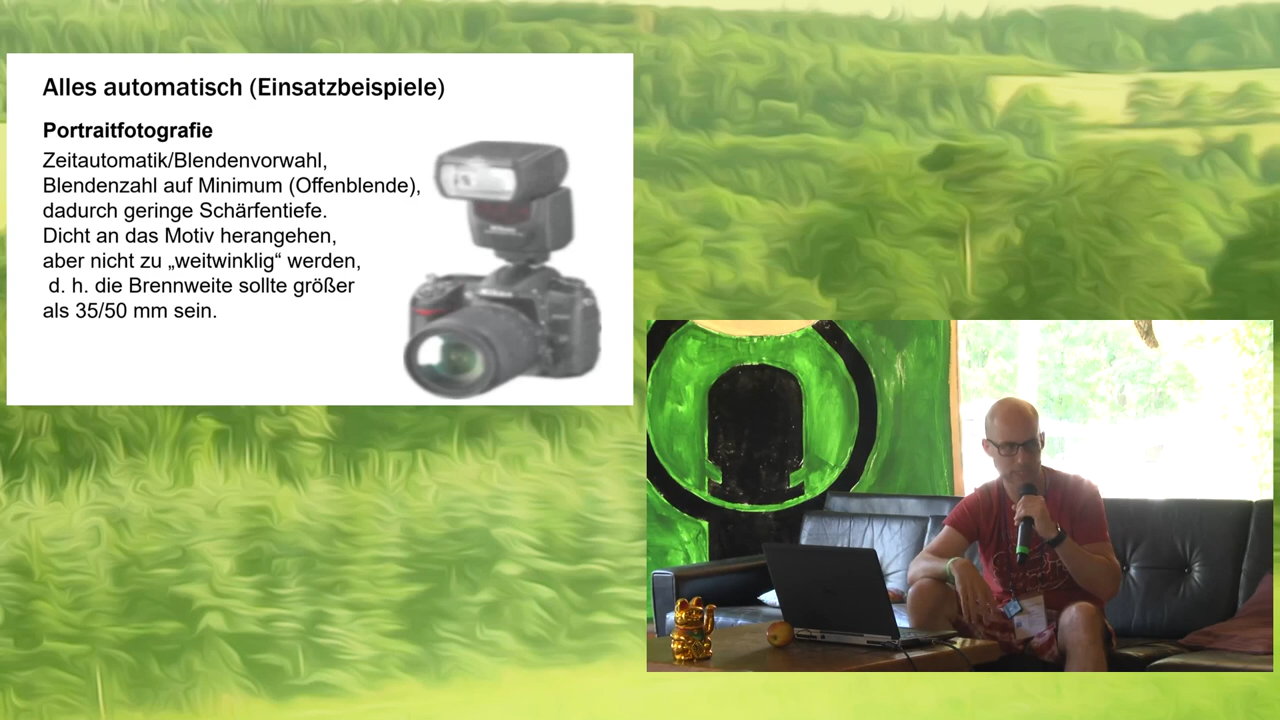 Alles automatisch (Einsatzbeispiele)
Portraitfotografie
Zeitautomatik/Blendenvorwahl,
Blendenzahl auf Minimum (Offenblende),
dadurch geringe Schärfentiefe.
Dicht an das Motiv herangehen,
aber nicht zu „weitwinklig“ werden,
d. h. die Brennweite sollte größer
als 35/50 mm sein.